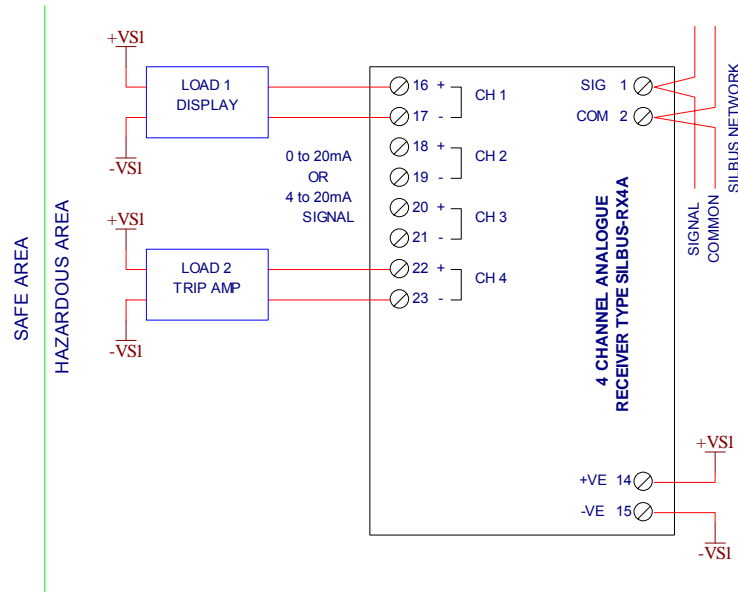 +VS1
LOAD 1
DISPLAY
-VS1
16 +
17 -
CH 1
18 +
19 -
CH 2
20 +
21 -
CH 3
22 +
23 -
CH 4
0 to 20mA
OR
4 to 20mA
SIGNAL
+VS1
LOAD 2
TRIP AMP
-VS1
SAFE AREA
HAZARDOUS AREA
SIG 1
COM 2
SIGNAL
COMMON
SILBUS NETWORK
4 CHANNEL ANALOGUE
RECEIVER TYPE SILBUS-RX4A
+VS1
+VE 14
-VE 15
-VS1